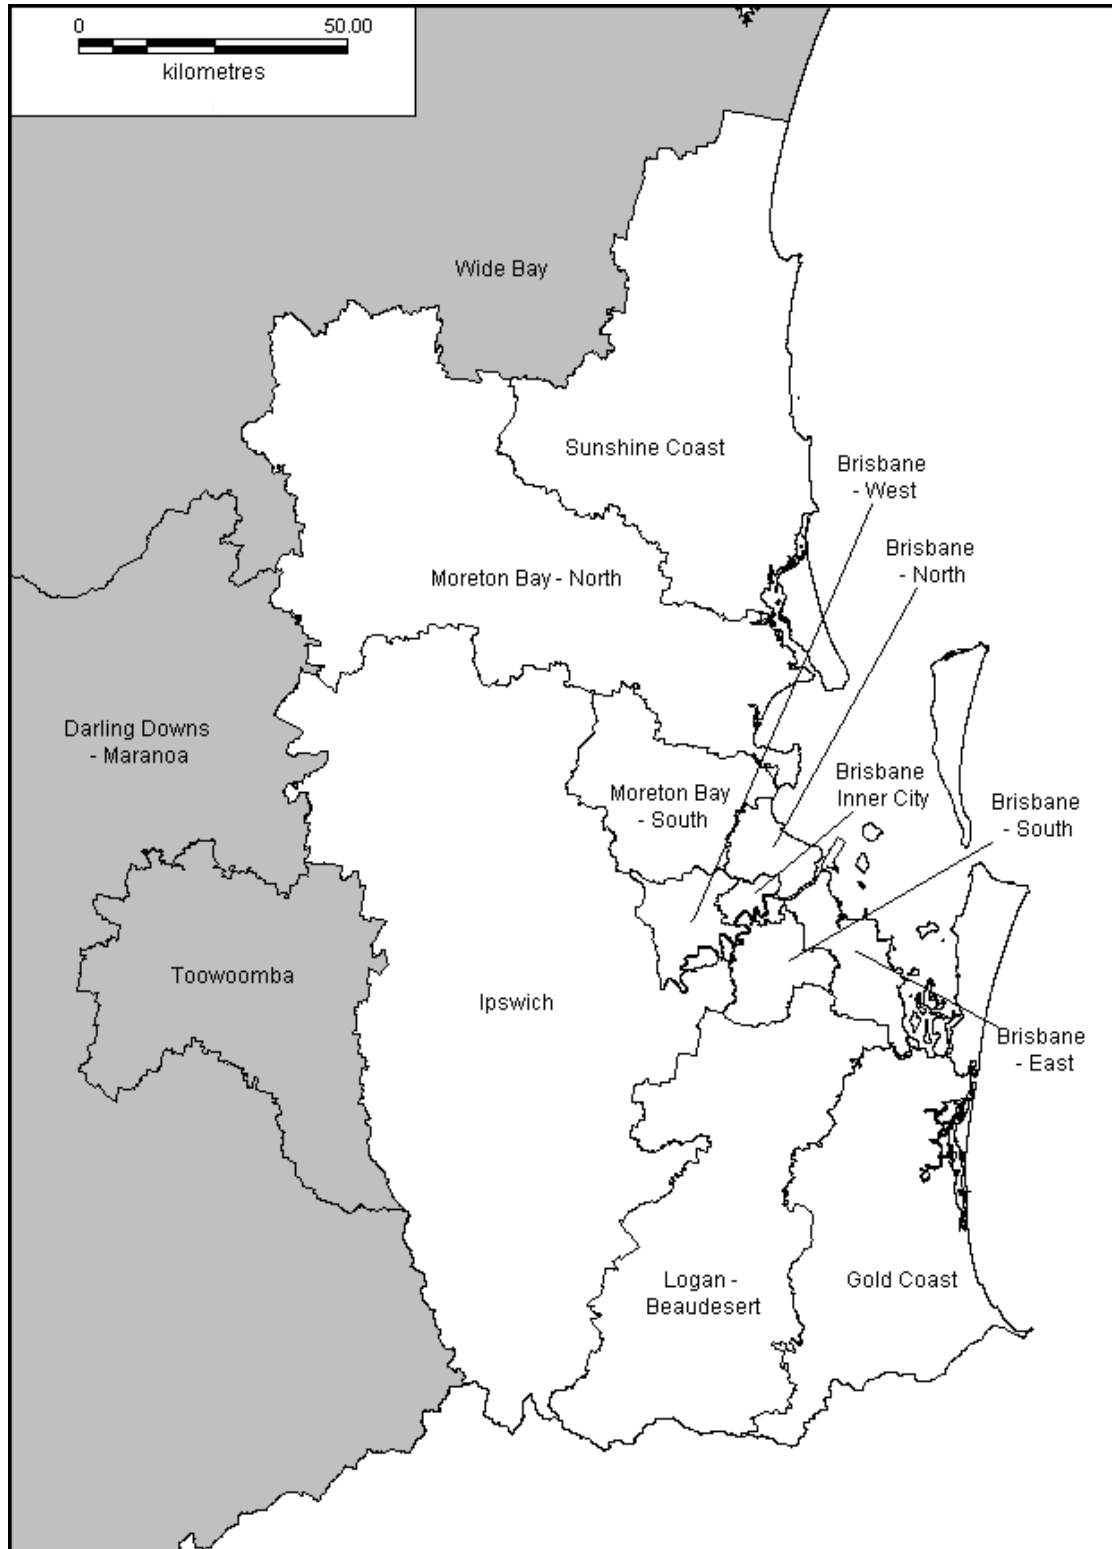 0 50.00
kilometres
Wide Bay
Sunshine Coast
Brisbane
- West
Brisbane
- North
Moreton Bay - North
Darling Downs
- Maranoa
Moreton Bay
- South
Brisbane
Inner City
Brisbane
- South
Toowoomba
Ipswich
Brisbane
- East
Logan -
Beaudesert
Gold Coast